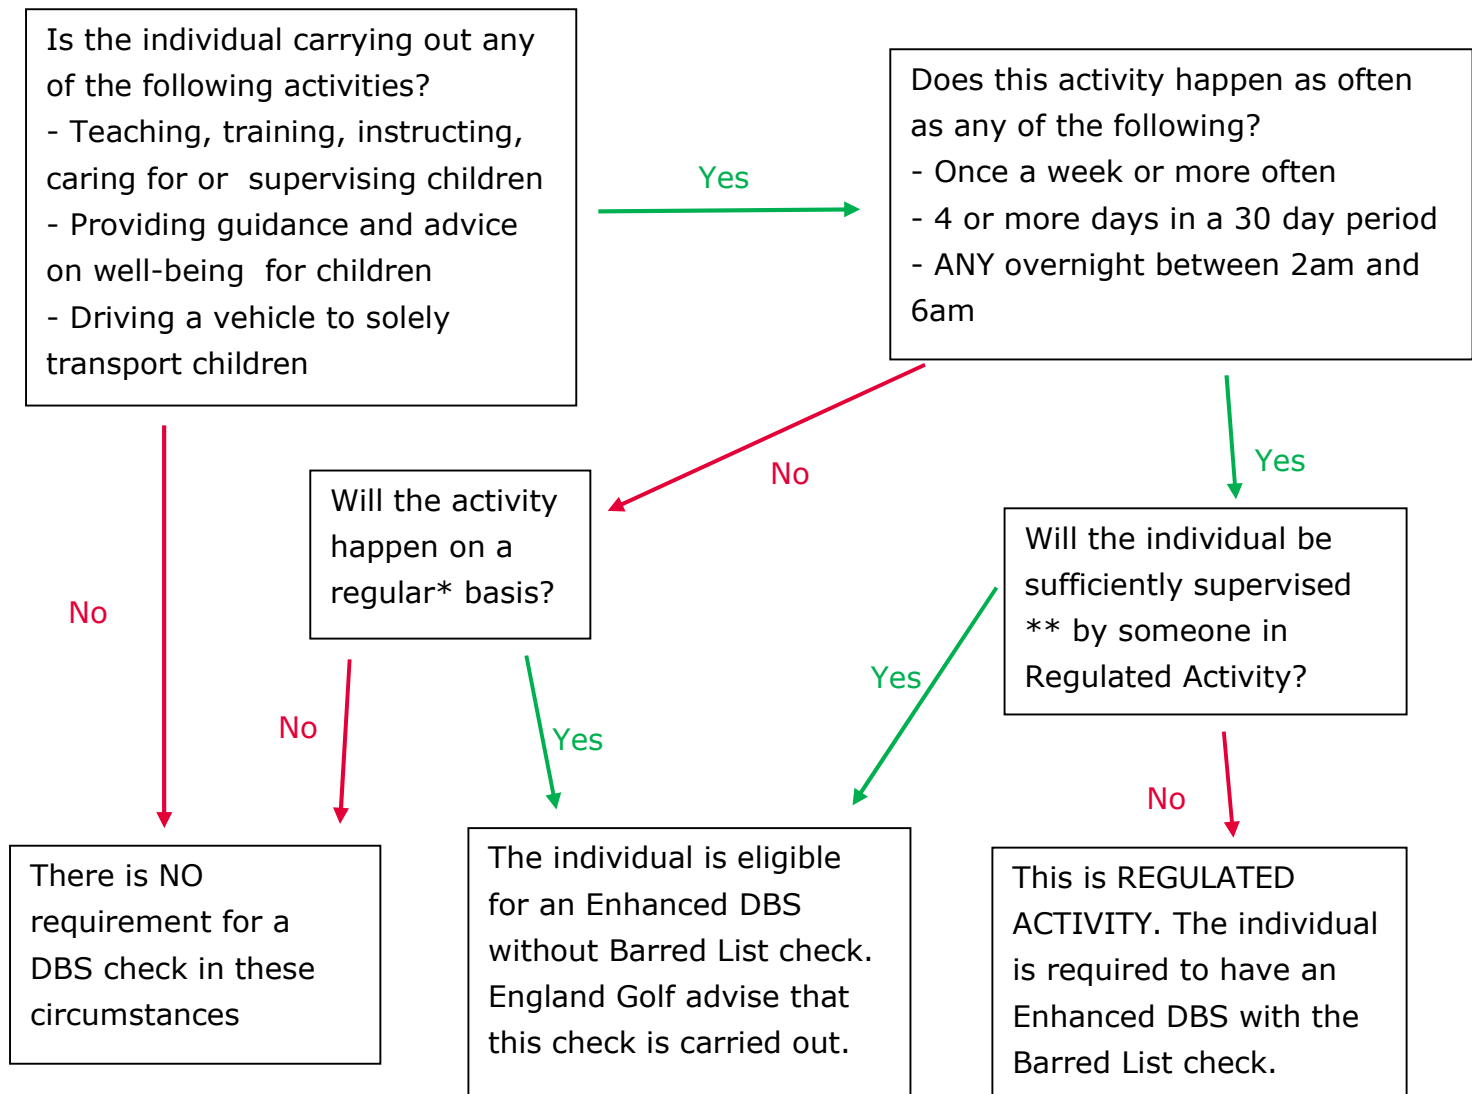 Is the individual carrying out any
of the following activities?
- Teaching, training, instructing,
caring for or  supervising children
- Providing guidance and advice
on well-being  for children
- Driving a vehicle to solely
transport children
Yes
Does this activity happen as often
as any of the following?
- Once a week or more often
- 4 or more days in a 30 day period
- ANY overnight between 2am and
6am
No
Yes
Will the activity
happen on a
regular* basis?
Will the individual be
sufficiently supervised
** by someone in
Regulated Activity?
No
No
Yes
Yes
No
There is NO
requirement for a
DBS check in these
circumstances
The individual is eligible
for an Enhanced DBS
without Barred List check.
England Golf advise that
this check is carried out.
This is REGULATED
ACTIVITY. The individual
is required to have an
Enhanced DBS with the
Barred List check.